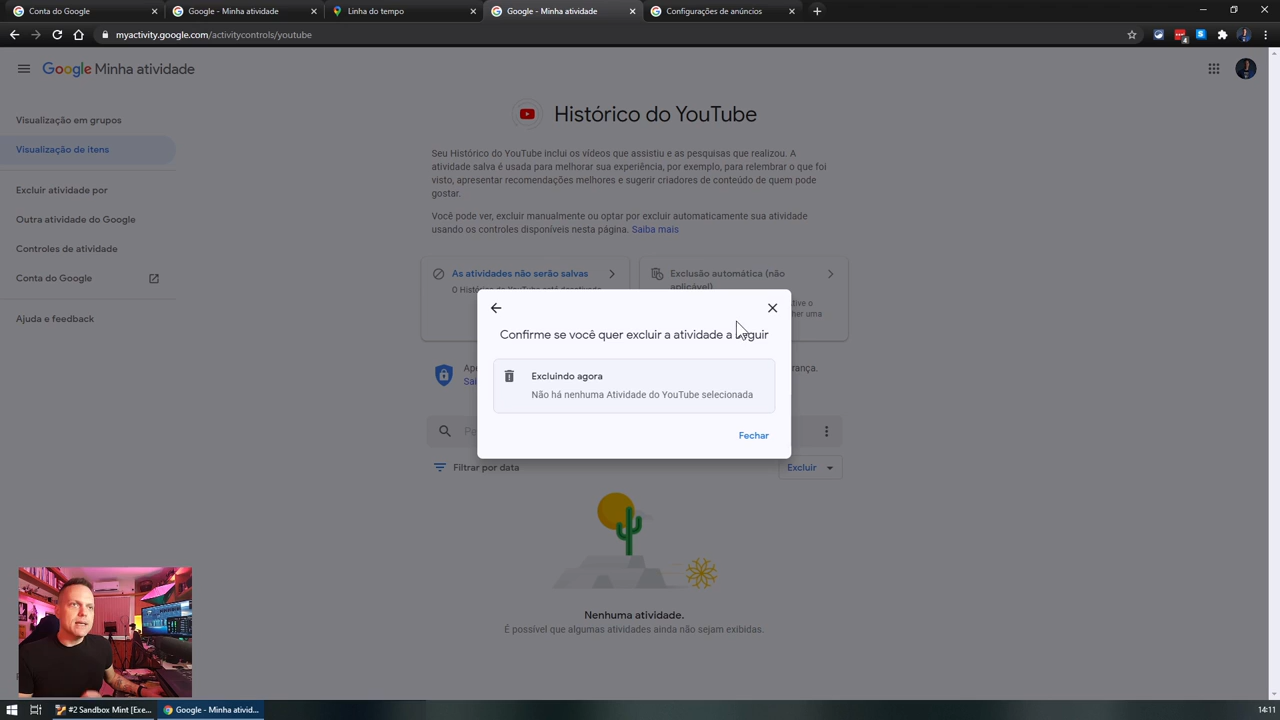 Conta do Google
Google - Minha atividade
Linha do tempo
Google - Minha atividade
Configurações de anúncios
myactivity.google.com/activitycontrols/youtube
Google Minha atividade
Visualização em grupos
Visualização de itens
Excluir atividade por
Outra atividade do Google
Controles de atividade
Conta do Google
Ajuda e feedback
Histórico do YouTube
Seu Histórico do YouTube inclui os vídeos que assistiu e as pesquisas que realizou. A
atividade salva é usada para melhorar sua experiência, por exemplo, para relembrar o que foi
visto, apresentar recomendações melhores e sugerir criadores de conteúdo de quem pode
gostar.
Você pode ver, excluir manualmente ou optar por excluir automaticamente sua atividade
usando os controles disponíveis nesta página. Saiba mais
As atividades não serão salvas
O Histórico do YouTube está desativado
Exclusão automática (não
aplicável)
Confirme se você quer excluir a atividade a seguir
Excluindo agora
Não há nenhuma Atividade do YouTube selecionada
Fechar
Filtrar por data
Excluir
Nenhuma atividade.
É possível que algumas atividades ainda não sejam exibidas.
#2 Sandbox Mint [Exe...
Google - Minha ativid...
14:11